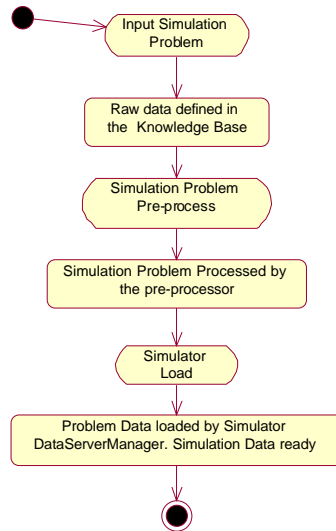 Input Simulation
Problem
Raw data defined in
the Knowledge Base
Simulation Problem
Pre-process
Simulation Problem Processed by
the pre-processor
Simulator
Load
Problem Data loaded by Simulator
DataServerManager. Simulation Data ready